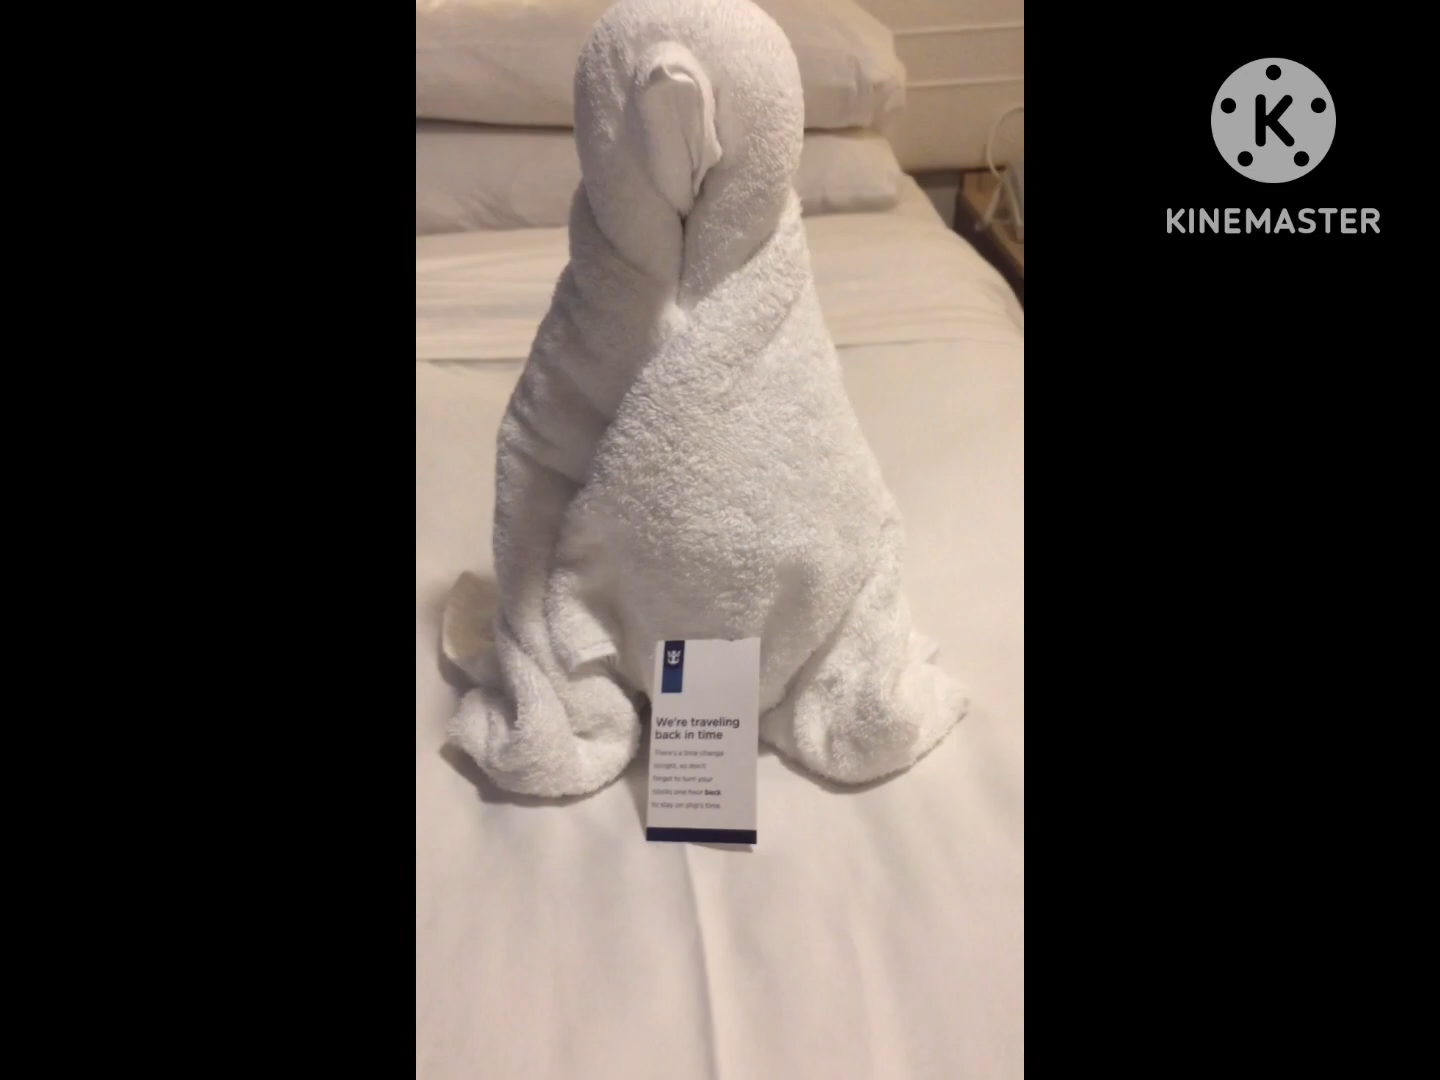 K
KINEMASTER
We're traveling
back in time
There's a time change
tonight, so don't
forget to turn your
clocks one hour back
to stay on ship's time.